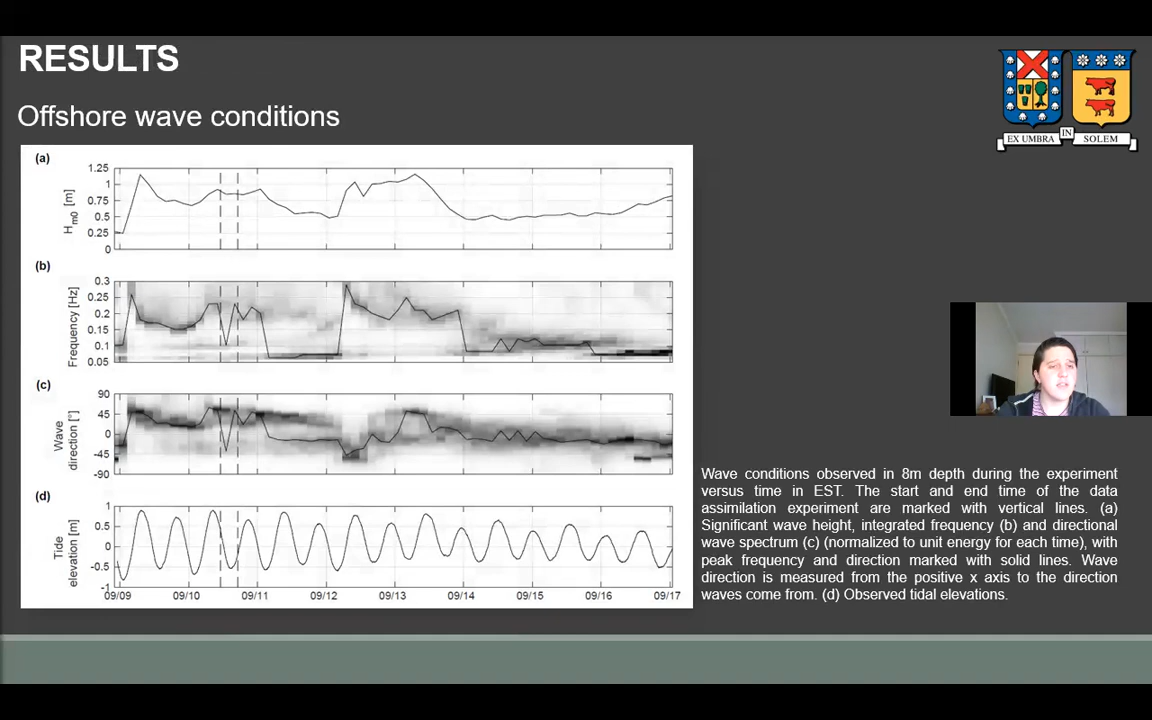 RESULTS
Offshore wave conditions
EX UMBRA IN SOLEM
(a)
1.25
1
0.75
0.5
0.25
0
Hm0 [m]
(b)
0.3
0.25
0.2
0.15
0.1
0.05
Frequency [Hz]
(c)
90
45
0
-45
-90
Wave
direction [°]
(d)
1
0.5
0
-0.5
-1
Tide
elevation [m]
09/09 09/10 09/11 09/12 09/13 09/14 09/15 09/16 09/17
Wave conditions observed in 8m depth during the experiment
versus time in EST. The start and end time of the data
assimilation experiment are marked with vertical lines. (a)
Significant wave height, integrated frequency (b) and directional
wave spectrum (c) (normalized to unit energy for each time), with
peak frequency and direction marked with solid lines. Wave
direction is measured from the positive x axis to the direction
waves come from. (d) Observed tidal elevations.